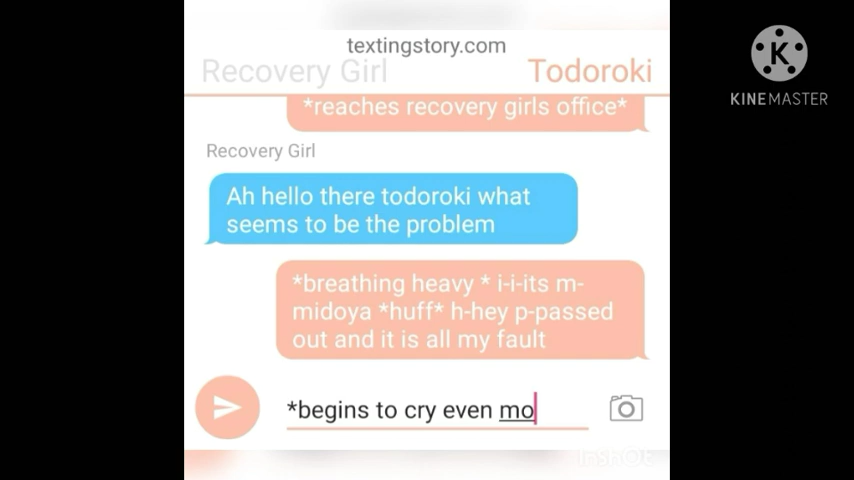 textingstory.com
Recovery Girl
Todoroki
KINEMASTER
*reaches recovery girls office*
Recovery Girl
Ah hello there todoroki what
seems to be the problem
*breathing heavy * i-i-its m-
midoya *huff* h-hey p-passed
out and it is all my fault
*begins to cry even mo
InShOt